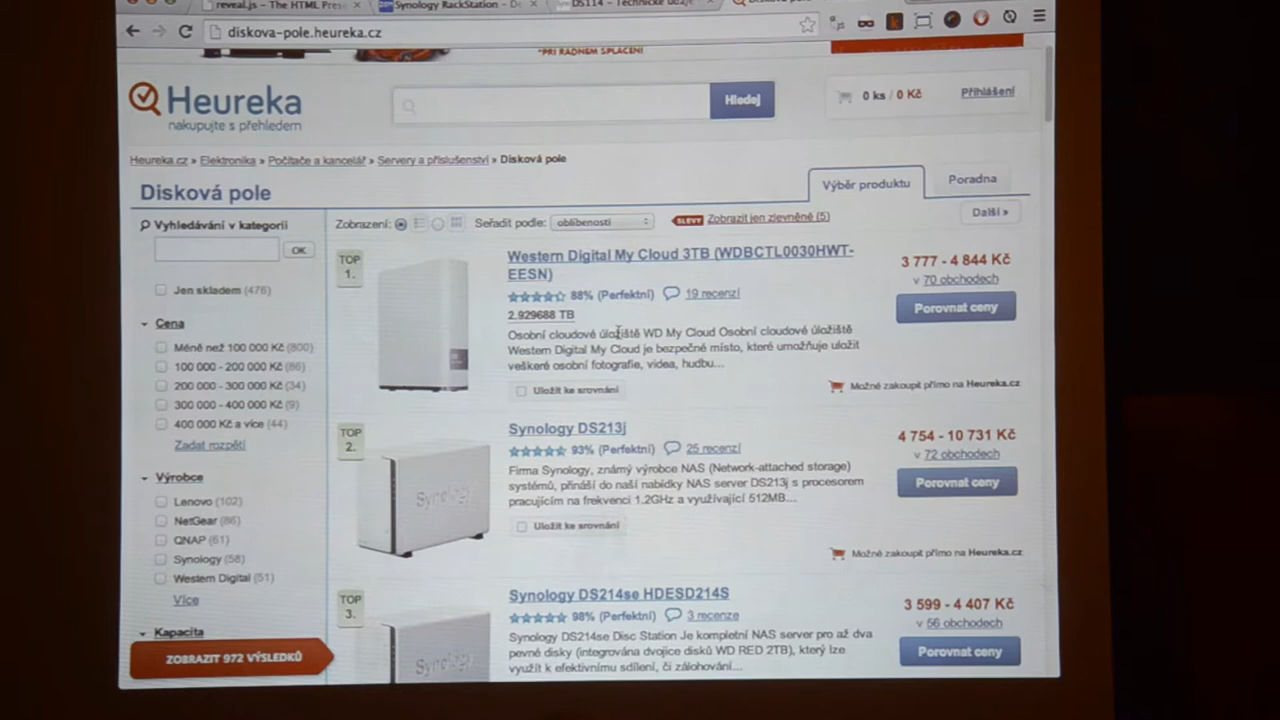 reveal.js – The HTML Pres
Synology RackStation - De
DS114 - Technické údaje
diskova-pole.heureka.cz
*PŘI ŘÁDNÉM SPLÁCENÍ
Heureka
nakupujte s přehledem
Hledej
0 ks / 0 Kč
Přihlášení
Heureka.cz » Elektronika » Počítače a kancelář » Servery a příslušenství » Disková pole
Disková pole
Výběr produktu
Poradna
Vyhledávání v kategorii
OK
Zobrazení:
Seřadit podle: oblíbenosti
SLEVY Zobrazit jen zlevněné (5)
Další »
Jen skladem (476)
Cena
Méně než 100 000 Kč (800)
100 000 - 200 000 Kč (86)
200 000 - 300 000 Kč (34)
300 000 - 400 000 Kč (9)
400 000 Kč a více (44)
Zadat rozpětí
Výrobce
Lenovo (102)
NetGear (86)
QNAP (61)
Synology (58)
Western Digital (51)
Více
Kapacita
ZOBRAZIT 972 VÝSLEDKŮ
TOP
1.
Western Digital My Cloud 3TB (WDBCTL0030HWT-
EESN)
88% (Perfektní) 19 recenzí
2.929688 TB
Osobní cloudové úložiště WD My Cloud Osobní cloudové úložiště
Western Digital My Cloud je bezpečné místo, které umožňuje uložit
veškeré osobní fotografie, videa, hudbu...
Uložit ke srovnání
3 777 - 4 844 Kč
v 70 obchodech
Porovnat ceny
Možné zakoupit přímo na Heureka.cz
TOP
2.
Synology
Synology DS213j
93% (Perfektní) 25 recenzí
Firma Synology, známý výrobce NAS (Network-attached storage)
systémů, přináší do naší nabídky NAS server DS213j s procesorem
pracujícím na frekvenci 1.2GHz a využívající 512MB...
Uložit ke srovnání
4 754 - 10 731 Kč
v 72 obchodech
Porovnat ceny
Možné zakoupit přímo na Heureka.cz
TOP
3.
Synology
Synology DS214se HDESD214S
98% (Perfektní) 3 recenze
Synology DS214se Disc Station Je kompletní NAS server pro až dva
pevné disky (integrována dvojice disků WD RED 2TB), který lze
využít k efektivnímu sdílení, či zálohování...
3 599 - 4 407 Kč
v 56 obchodech
Porovnat ceny